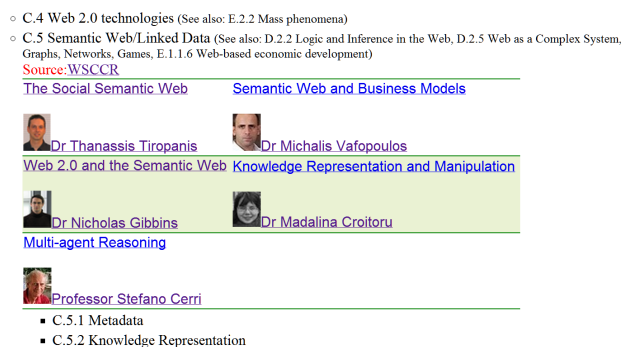 C.4 Web 2.0 technologies (See also: E.2.2 Mass phenomena)
C.5 Semantic Web/Linked Data (See also: D.2.2 Logic and Inference in the Web, D.2.5 Web as a Complex System,
Graphs, Networks, Games, E.1.1.6 Web-based economic development)
Source:WSCCR
The Social Semantic Web Semantic Web and Business Models
Dr Thanassis Tiropanis Dr Michalis Vafopoulos
Web 2.0 and the Semantic Web Knowledge Representation and Manipulation
Dr Nicholas Gibbins Dr Madalina Croitoru
Multi-agent Reasoning
Professor Stefano Cerri
C.5.1 Metadata
C.5.2 Knowledge Representation